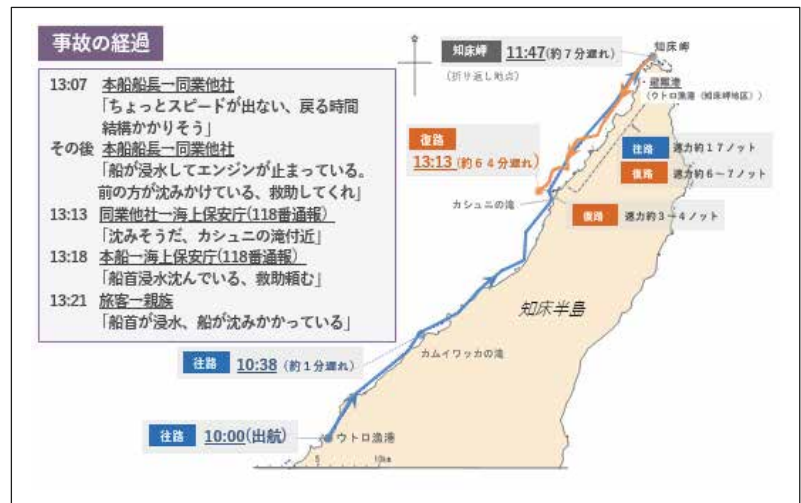 事故の経過
13:07 本船船長→同業他社
「ちょっとスピードが出ない、戻る時間
結構かかりそう」
その後 本船船長→同業他社
「船が浸水してエンジンが止まっている。
前の方が沈みかけている、救助してくれ」
13:13 同業他社→海上保安庁(118番通報)
「沈みそうだ、カシュニの滝付近」
13:18 本船→海上保安庁(118番通報)
「船首浸水沈んでいる、救助頼む」
13:21 旅客→親族
「船首が浸水、船が沈みかかっている」
知床岬 11:47(約7分遅れ)
(折り返し地点)
知床岬
避難港
(ウトロ漁港(知床岬地区))
復路
13:13(約64分遅れ)
往路 速力約17ノット
復路 速力約6~7ノット
カシュニの滝
復路 速力約3~4ノット
知床半島
カムイワッカの滝
往路 10:38 (約1分遅れ)
往路 10:00(出航)
ウトロ漁港
5 10km